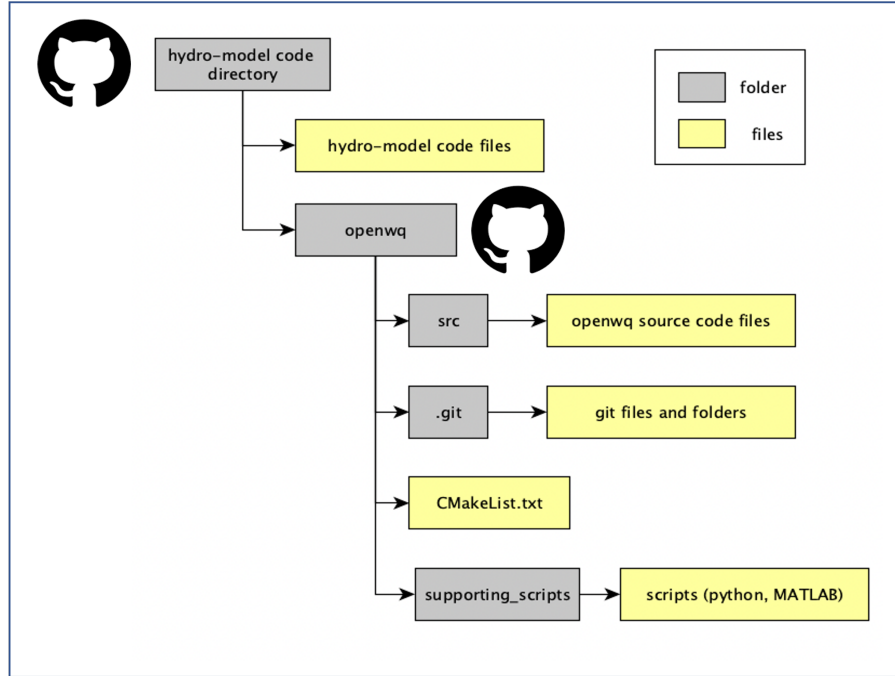 hydro-model code
directory
folder
files
hydro-model code files
openwq
src
openwq source code files
.git
git files and folders
CMakeList.txt
supporting_scripts
scripts (python, MATLAB)